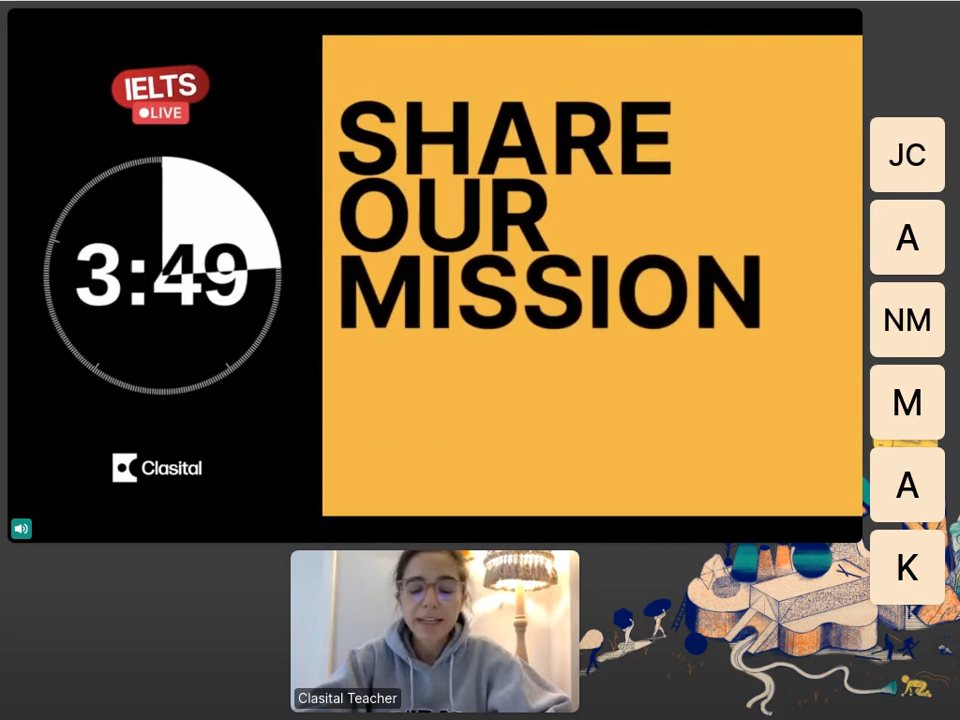 IELTS
LIVE
3:49
Clasital
SHARE
OUR
MISSION
JC
A
NM
M
A
K
Clasital Teacher